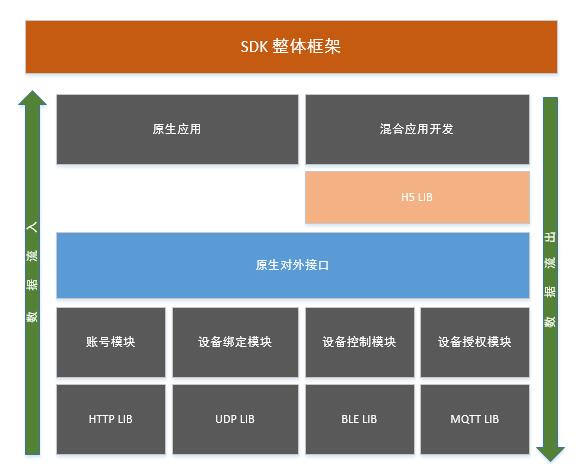 SDK 整体框架
原生应用
混合应用开发
H5 LIB
数据流入
数据流出
原生对外接口
账号模块
设备绑定模块
设备控制模块
设备授权模块
HTTP LIB
UDP LIB
BLE LIB
MQTT LIB